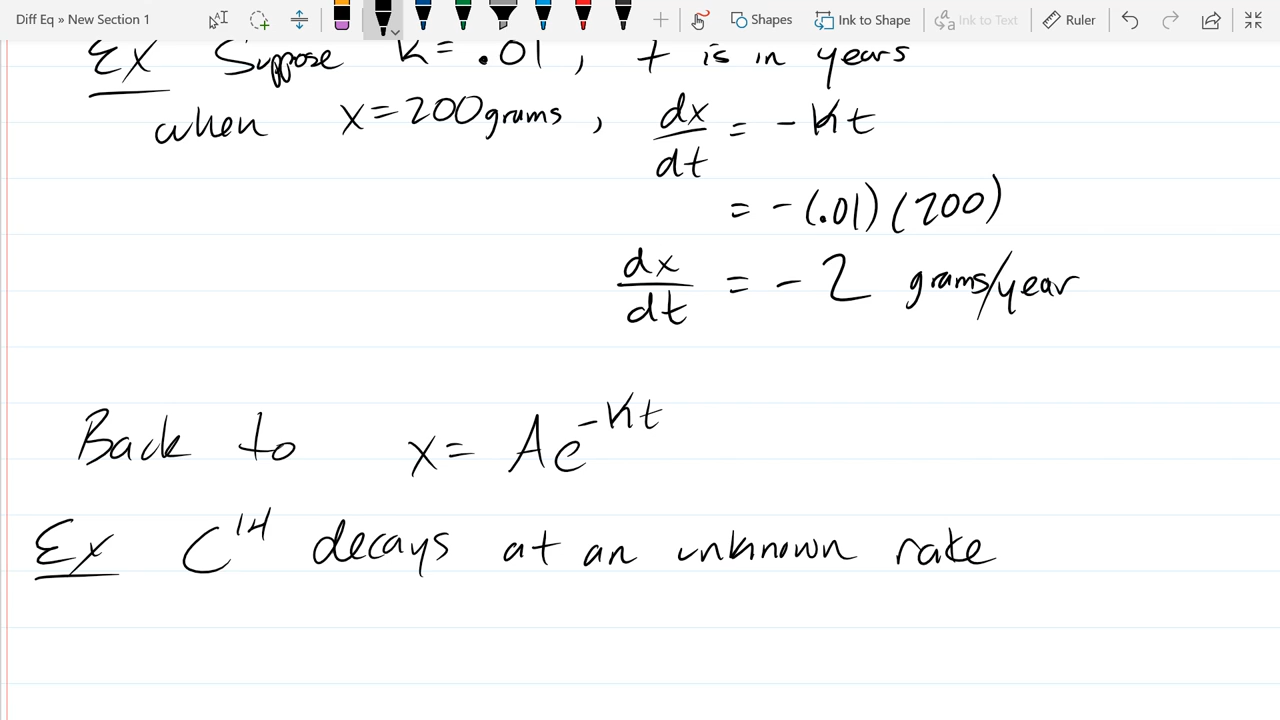 Diff Eq » New Section 1
Shapes
Ink to Shape
Ink to Text
Ruler
Ex Suppose K = .01, t is in years
when x = 200 grams, dx/dt = -Kt
= -(.01)(200)
dx/dt = -2 grams/year
Back to x = Ae^-Kt
Ex C^14 decays at an unknown rate